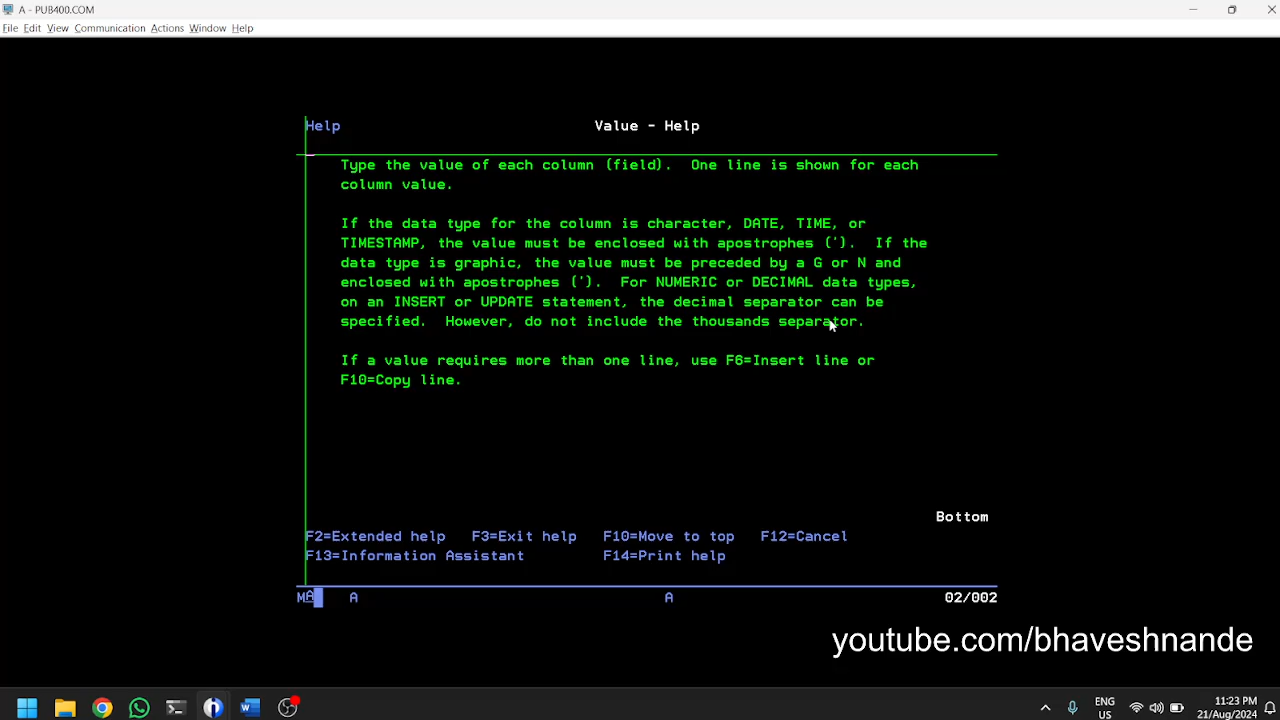 A - PUB400.COM
File Edit View Communication Actions Window Help
Help Value - Help
Type the value of each column (field). One line is shown for each
column value.
If the data type for the column is character, DATE, TIME, or
TIMESTAMP, the value must be enclosed with apostrophes ('). If the
data type is graphic, the value must be preceded by a G or N and
enclosed with apostrophes ('). For NUMERIC or DECIMAL data types,
on an INSERT or UPDATE statement, the decimal separator can be
specified. However, do not include the thousands separator.
If a value requires more than one line, use F6=Insert line or
F10=Copy line.
Bottom
F2=Extended help F3=Exit help F10=Move to top F12=Cancel
F13=Information Assistant F14=Print help
MA A A 02/002
youtube.com/bhaveshnande
ENG 11:23 PM
US 21/Aug/2024